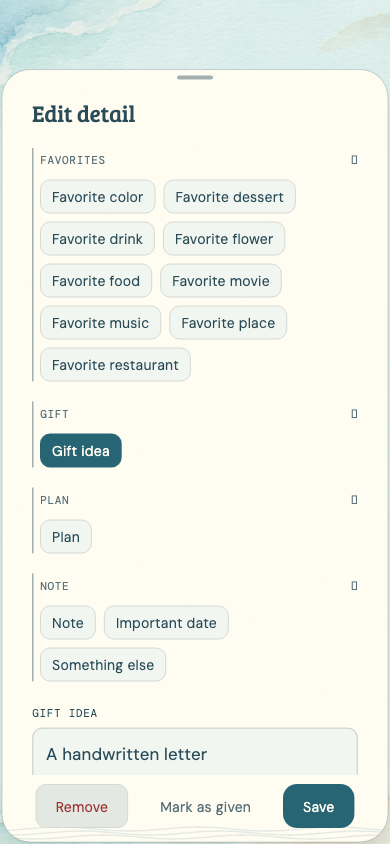 Edit detail
FAVORITES
Favorite color Favorite dessert
Favorite drink Favorite flower
Favorite food Favorite movie
Favorite music Favorite place
Favorite restaurant
GIFT
Gift idea
PLAN
Plan
NOTE
Note Important date
Something else
GIFT IDEA
A handwritten letter
Remove Mark as given Save